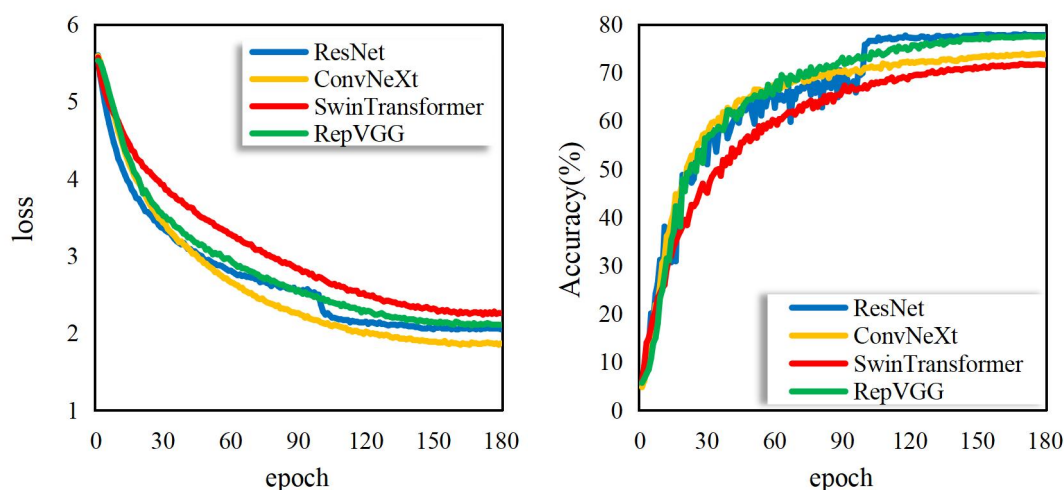 6
5
4
3
2
1
loss
0 30 60 90 120 150 180
epoch
ResNet
ConvNeXt
SwinTransformer
RepVGG
80
70
60
50
40
30
20
10
0
Accuracy(%)
0 30 60 90 120 150 180
epoch
ResNet
ConvNeXt
SwinTransformer
RepVGG